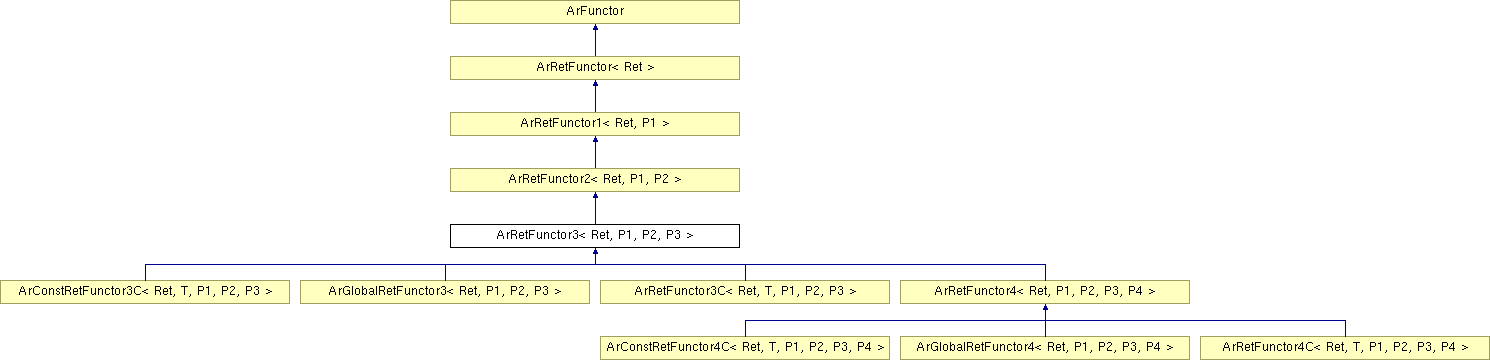 ArFunctor
ArRetFunctor< Ret >
ArRetFunctor1< Ret, P1 >
ArRetFunctor2< Ret, P1, P2 >
ArRetFunctor3< Ret, P1, P2, P3 >
ArConstRetFunctor3C< Ret, T, P1, P2, P3 >
ArGlobalRetFunctor3< Ret, P1, P2, P3 >
ArRetFunctor3C< Ret, T, P1, P2, P3 >
ArRetFunctor4< Ret, P1, P2, P3, P4 >
ArConstRetFunctor4C< Ret, T, P1, P2, P3, P4 >
ArGlobalRetFunctor4< Ret, P1, P2, P3, P4 >
ArRetFunctor4C< Ret, T, P1, P2, P3, P4 >